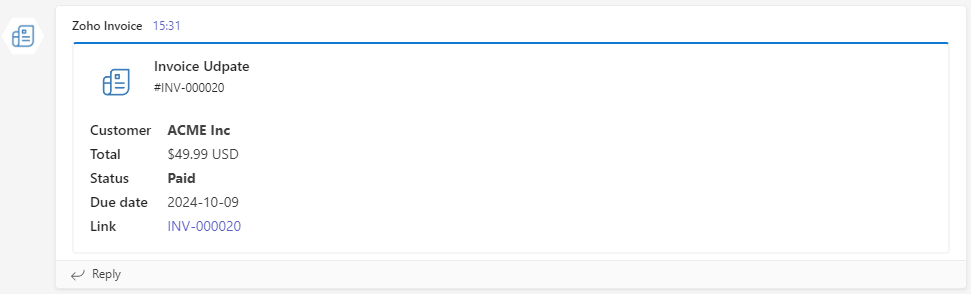 Zoho Invoice 15:31
Invoice Udpate
#INV-000020
Customer ACME Inc
Total $49.99 USD
Status Paid
Due date 2024-10-09
Link INV-000020
Reply